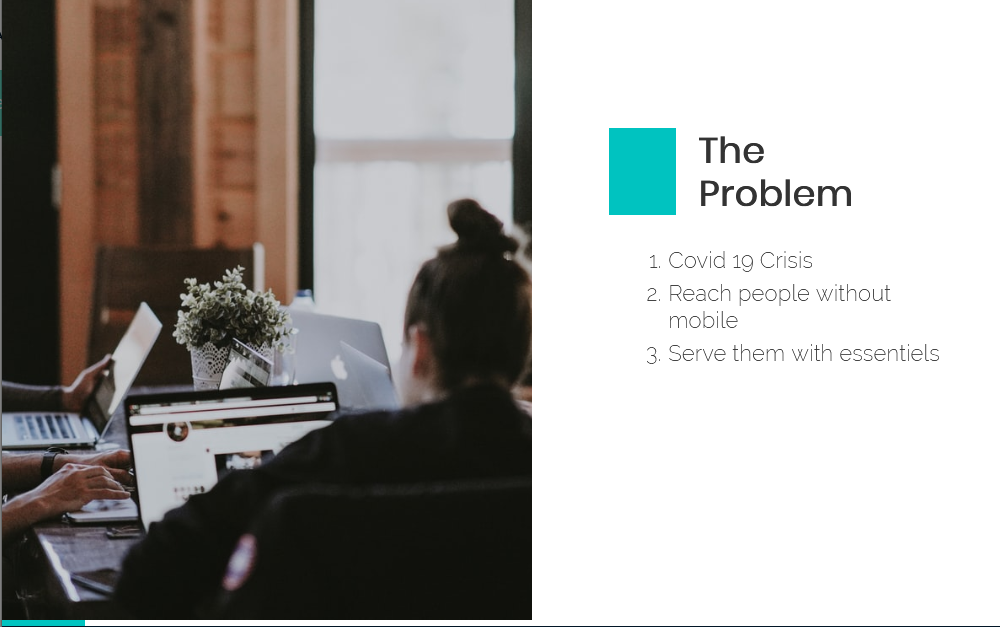 The
Problem
1. Covid 19 Crisis
2. Reach people without
mobile
3. Serve them with essentiels